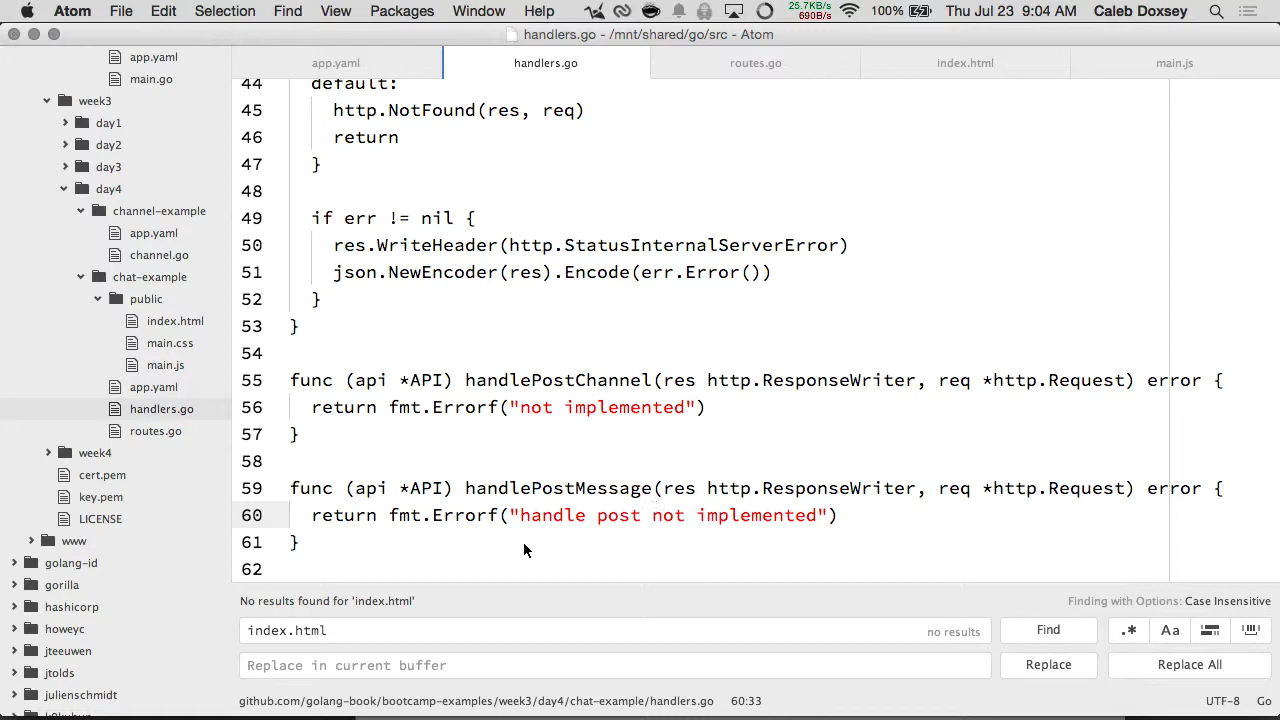 Atom File Edit Selection Find View Packages Window Help 25.7KB/s 690B/s 100% Thu Jul 23 9:04 AM Caleb Doxsey
handlers.go - /mnt/shared/go/src - Atom
app.yaml
main.go
week3
day1
day2
day3
day4
channel-example
app.yaml
channel.go
chat-example
public
index.html
main.css
main.js
app.yaml
handlers.go
routes.go
week4
cert.pem
key.pem
LICENSE
www
golang-id
gorilla
hashicorp
howeyc
jteeuwen
jtolds
julienschmidt
app.yaml handlers.go routes.go index.html main.js
44 default:
45 http.NotFound(res, req)
46 return
47 }
48
49 if err != nil {
50 res.WriteHeader(http.StatusInternalServerError)
51 json.NewEncoder(res).Encode(err.Error())
52 }
53 }
54
55 func (api *API) handlePostChannel(res http.ResponseWriter, req *http.Request) error {
56 return fmt.Errorf("not implemented")
57 }
58
59 func (api *API) handlePostMessage(res http.ResponseWriter, req *http.Request) error {
60 return fmt.Errorf("handle post not implemented")
61 }
62
No results found for 'index.html' Finding with Options: Case Insensitive
index.html no results Find .* Aa
Replace in current buffer Replace Replace All
github.com/golang-book/bootcamp-examples/week3/day4/chat-example/handlers.go 60:33 UTF-8 Go